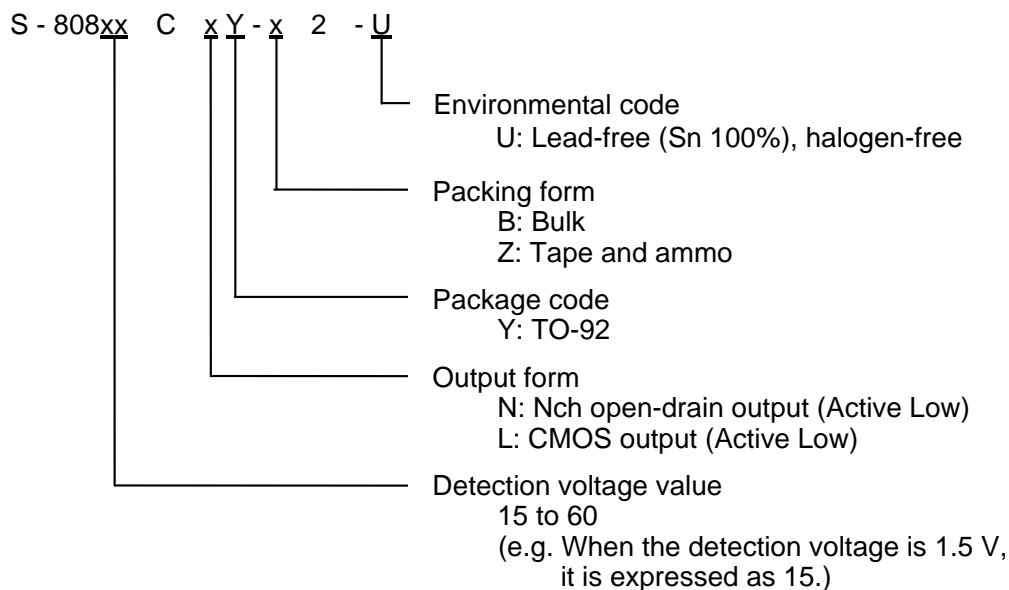 S - 808xx C x Y - x 2 - U
Environmental code
U: Lead-free (Sn 100%), halogen-free
Packing form
B: Bulk
Z: Tape and ammo
Package code
Y: TO-92
Output form
N: Nch open-drain output (Active Low)
L: CMOS output (Active Low)
Detection voltage value
15 to 60
(e.g. When the detection voltage is 1.5 V,
it is expressed as 15.)